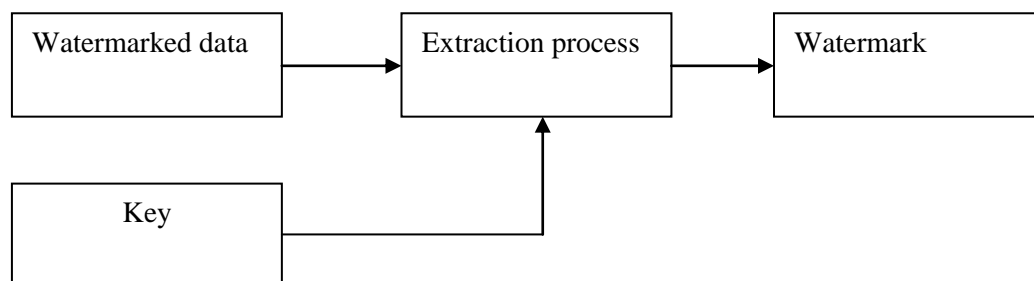 Watermarked data
Extraction process
Watermark
Key